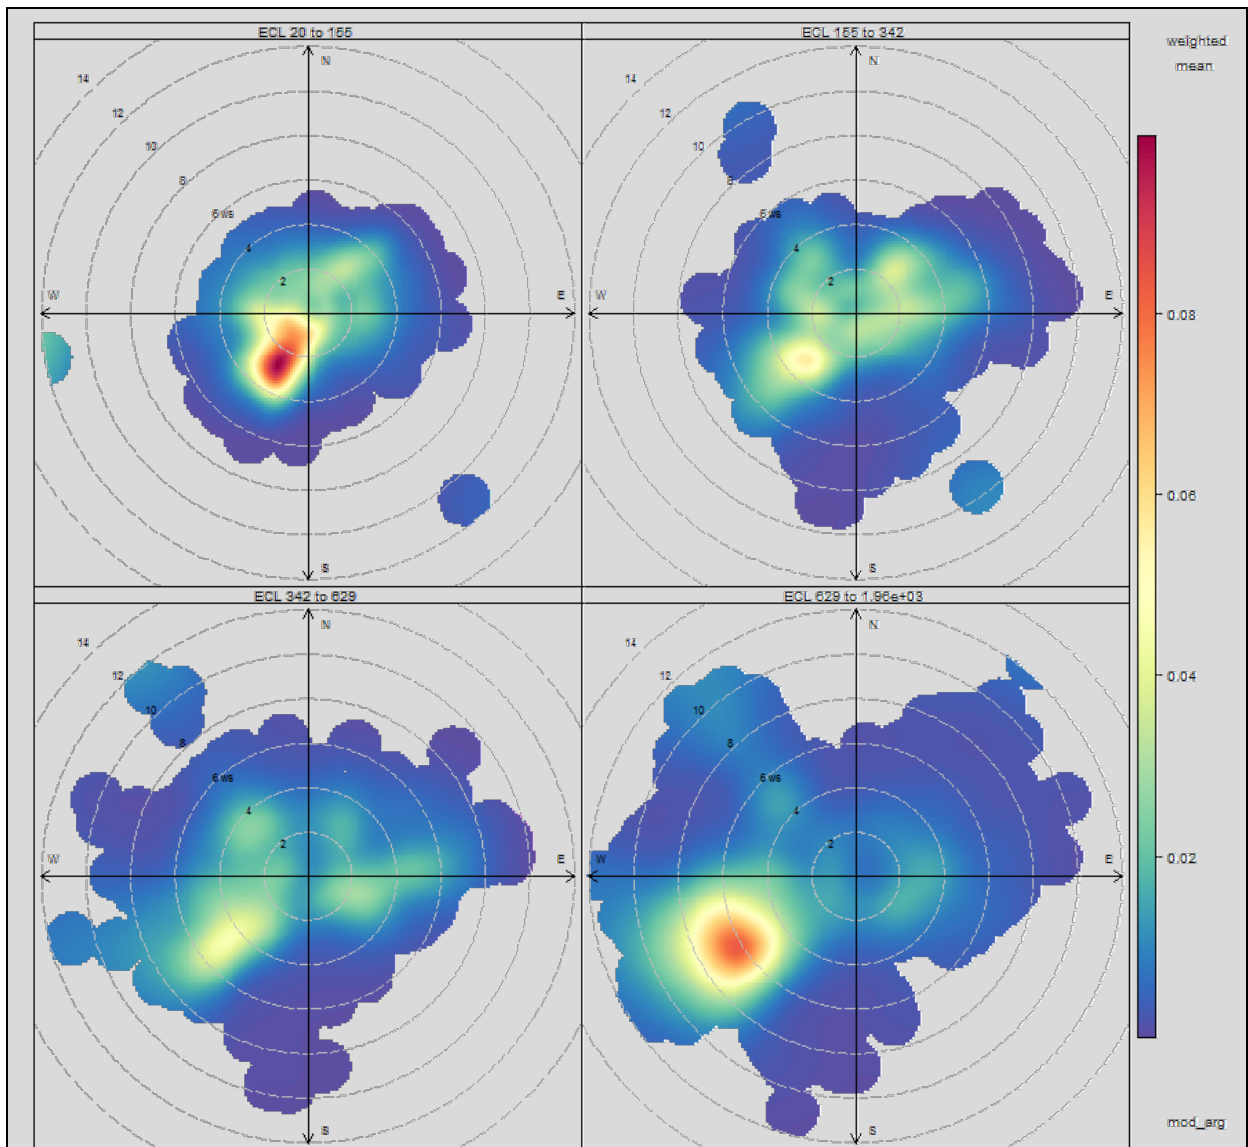 ECL 20 to 155
N
14
12
10
8
6 ws
4
2
W
E
S
ECL 155 to 342
N
14
12
10
8
6 ws
4
2
W
E
S
weighted
mean
0.08
0.06
0.04
0.02
ECL 342 to 629
N
14
12
10
8
6 ws
4
2
W
E
S
ECL 629 to 1.96e+03
N
14
12
10
8
6 ws
4
2
W
E
S
mod_arg